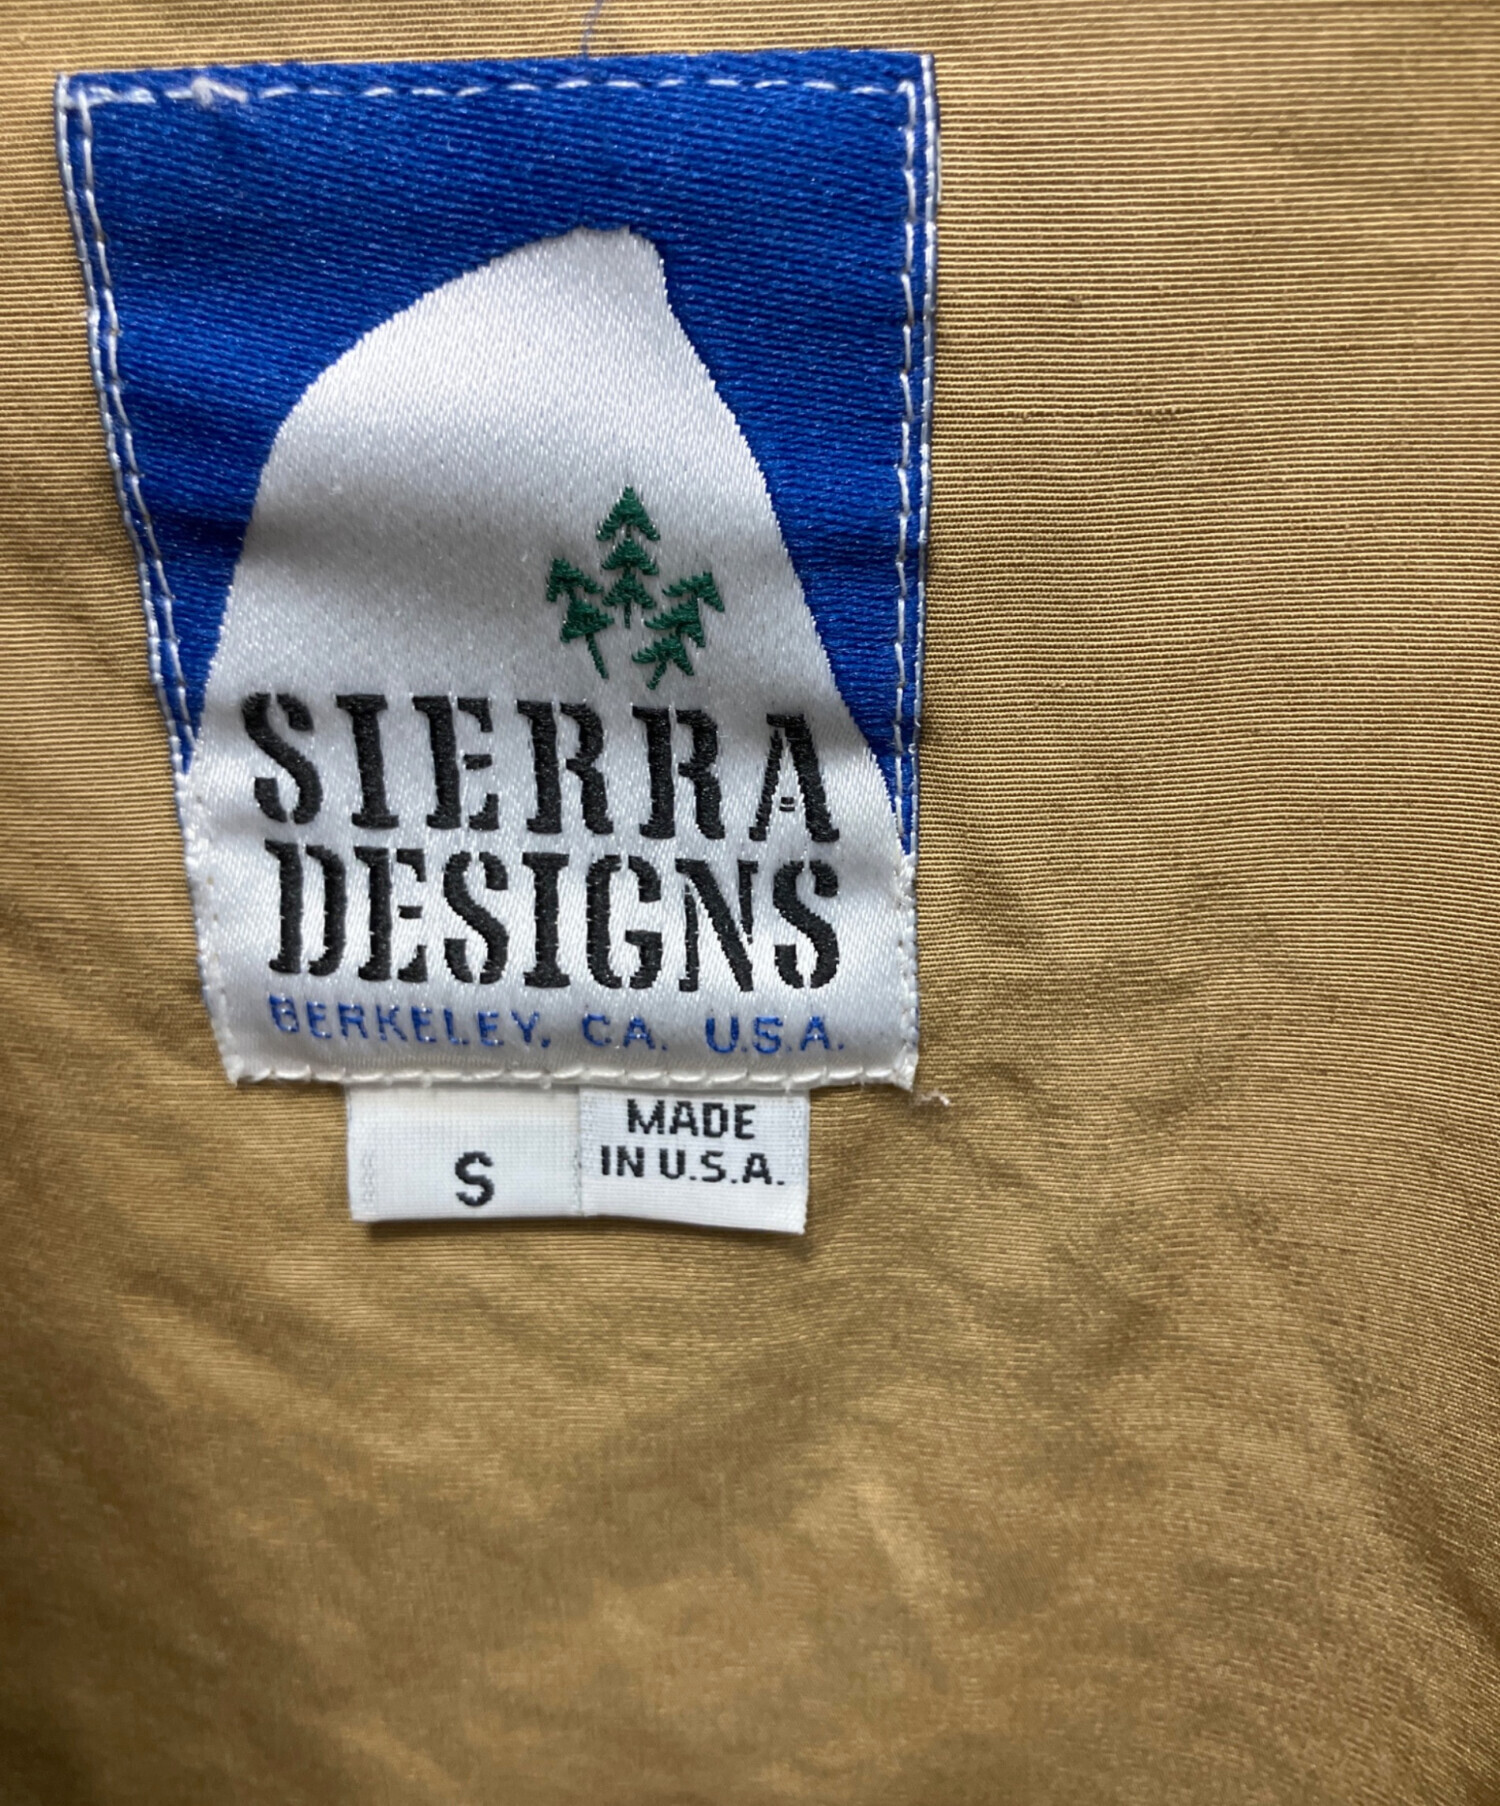 SIERRA
DESIGNS
BERKELEY, CA. U.S.A.
S
MADE
IN U.S.A.